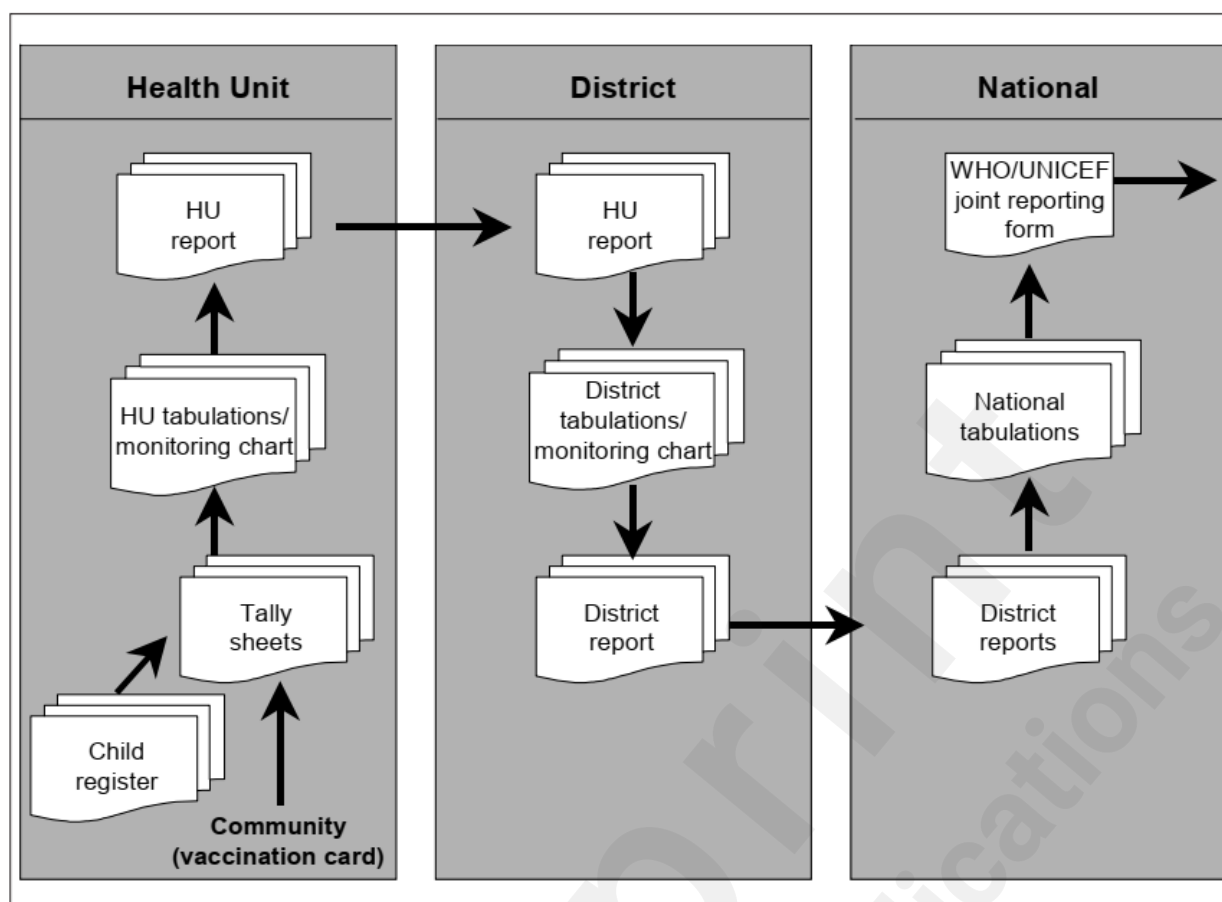 Health Unit
HU
report
HU tabulations/
monitoring chart
Tally
sheets
Child
register
Community
(vaccination card)
District
HU
report
District
tabulations/
monitoring chart
District
report
National
WHO/UNICEF
joint reporting
form
National
tabulations
District
reports